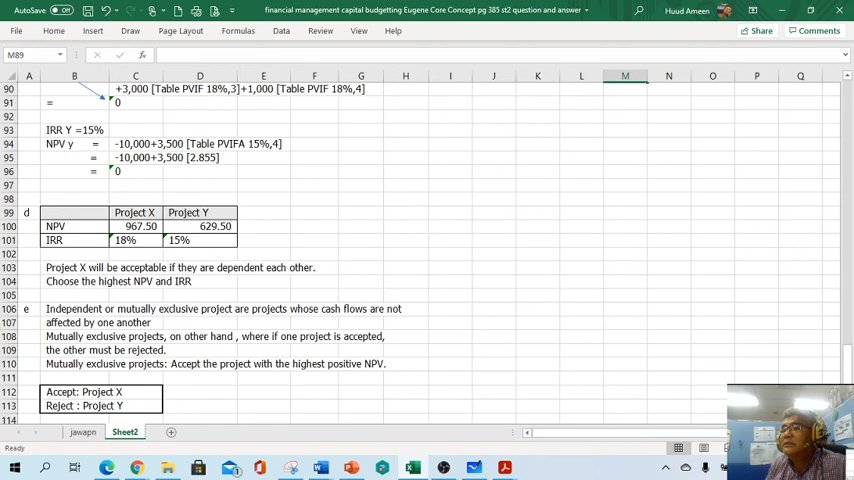 AutoSave Off
financial management capital budgetting Eugene Core Concept pg 385 st2 question and answer
Huud Ameen
File Home Insert Draw Page Layout Formulas Data Review View Help
Share Comments
M89
fx
A B C D E F G H I J K L M N O P Q
90 +3,000 [Tabge PVIF 18%,3]+1,000 [Table PVIF 18%,4]
91 = 0
92
93 IRR Y =15%
94 NPV y = -10,000+3,500 [Table PVIFA 15%,4]
95 = -10,000+3,500 [2.855]
96 = 0
97
98
99 d Project X Project Y
100 NPV 967.50 629.50
101 IRR 18% 15%
102
103 Project X will be acceptable if they are dependent each other.
104 Choose the highest NPV and IRR
105
106 e Independent or mutually exclusive project are projects whose cash flows are not
107 affected by one another
108 Mutually exclusive projects, on other hand , where if one project is accepted,
109 the other must be rejected.
110 Mutually exclusive projects: Accept the project with the highest positive NPV.
111
112 Accept: Project X
113 Reject : Project Y
114
jawapn Sheet2
Ready